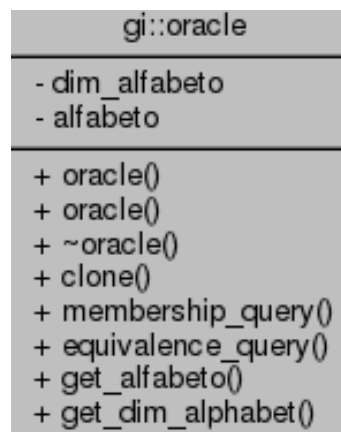 gi::oracle
- dim_alfabeto
- alfabeto
+ oracle()
+ oracle()
+ ~oracle()
+ clone()
+ membership_query()
+ equivalence_query()
+ get_alfabeto()
+ get_dim_alphabet()